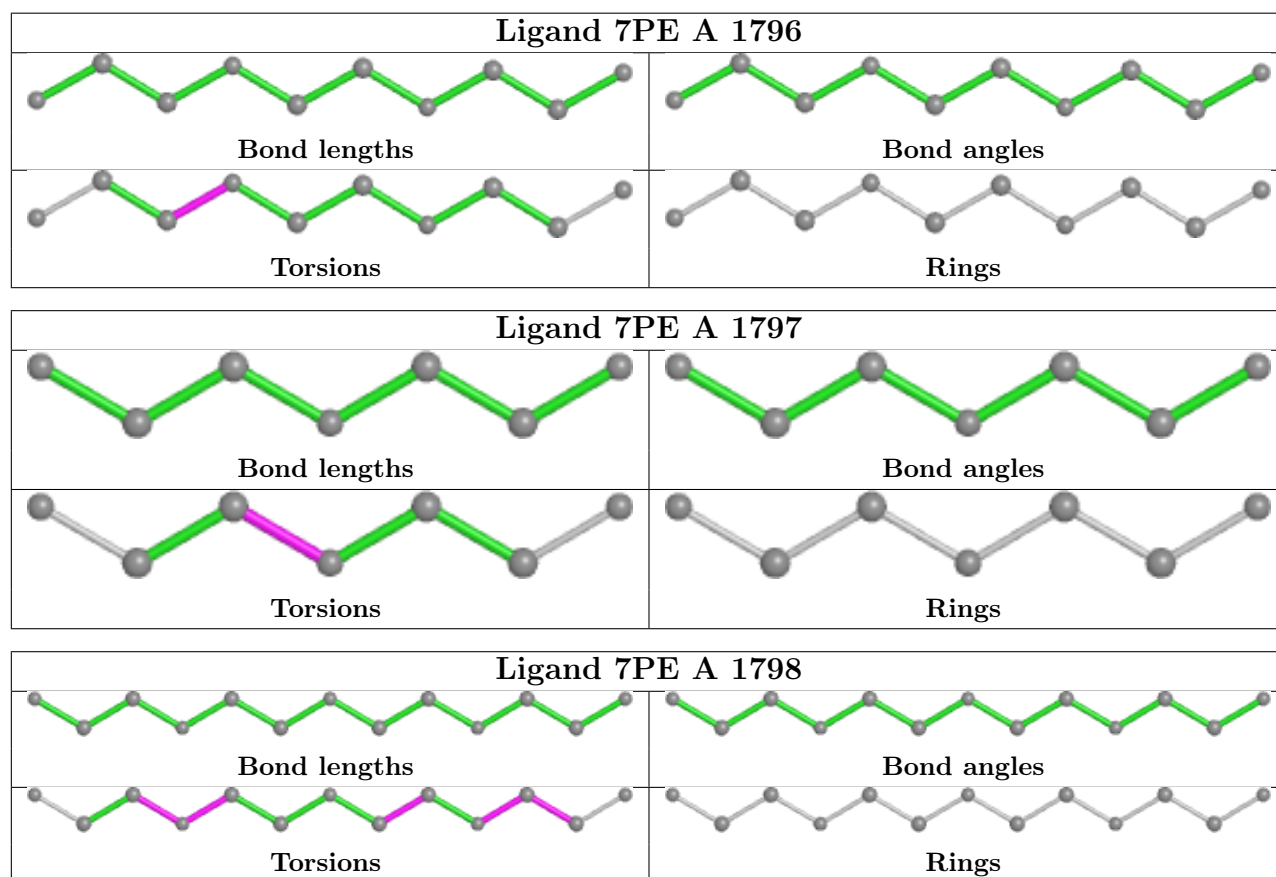 Ligand 7PE A 1796
Bond lengths
Bond angles
Torsions
Rings
Ligand 7PE A 1797
Bond lengths
Bond angles
Torsions
Rings
Ligand 7PE A 1798
Bond lengths
Bond angles
Torsions
Rings